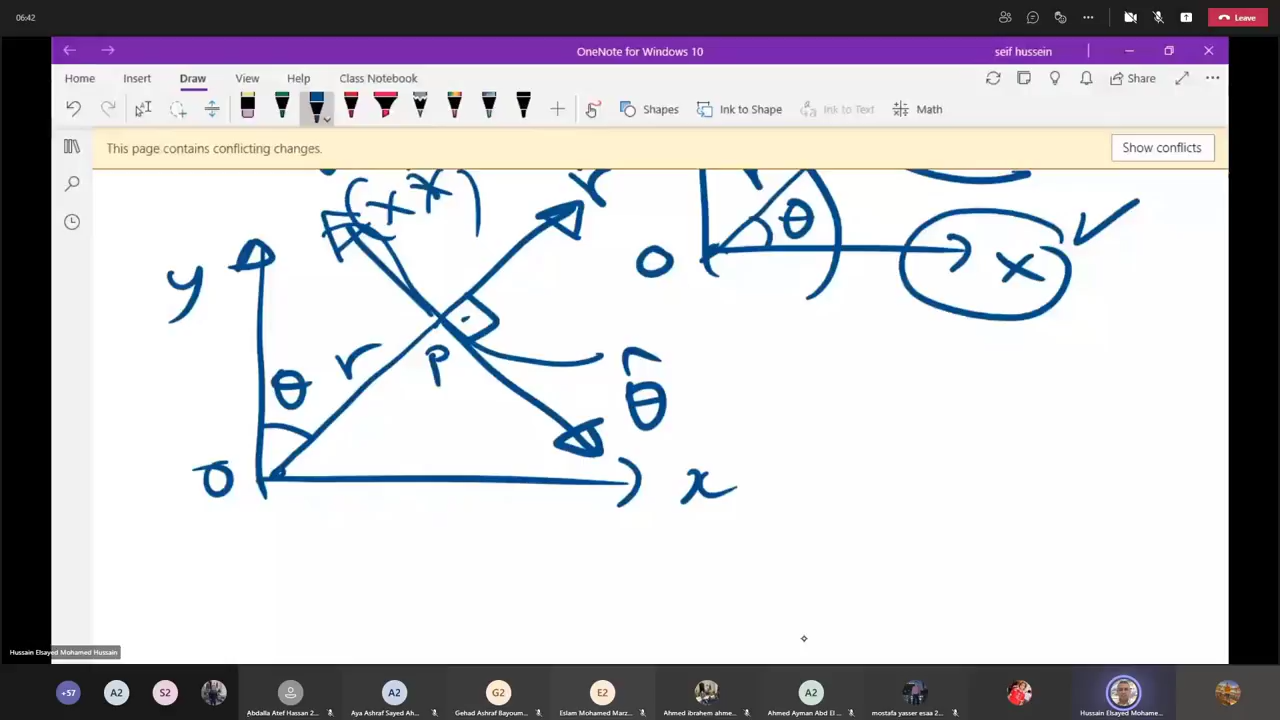 06:42
Leave
OneNote for Windows 10
seif hussein
Home Insert Draw View Help Class Notebook
Share
Shapes Ink to Shape Ink to Text Math
This page contains conflicting changes.
Show conflicts
(x x)
r
r
θ
O
x
y
θ
r
P
θ̂
O
x
Hussain Elsayed Mohamed Hussain
+57 A2 S2 A2 G2 E2 A2
Abdalla Atef Hassan 2... Aya Ashraf Sayed Ah... Gehad Ashraf Bayoum... Eslam Mohamed Marz... Ahmed ibrahem ahme... Ahmed Ayman Abd El ... mostafa yasser esaa 2... Hussain Elsayed Mohame...